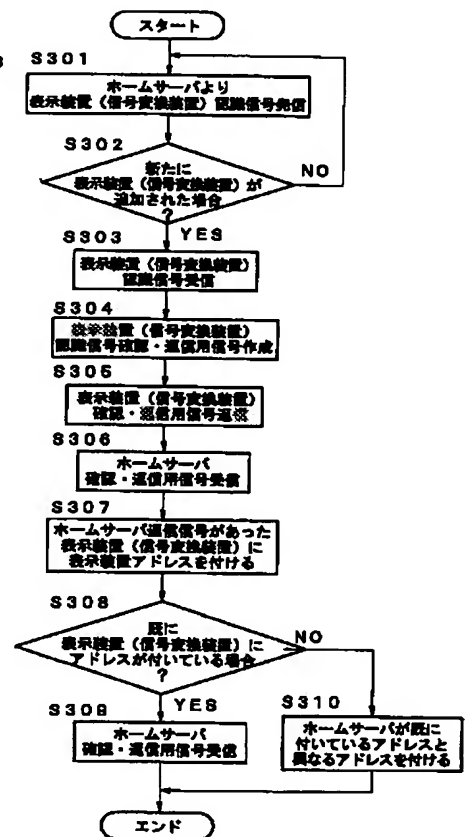 スタート
S301
ホームサーバより
表示装置（信号変換装置）認識信号発信
S302
新たに
表示装置（信号変換装置）が
追加された場合
?
NO
YES
S303
表示装置（信号変換装置）
認識信号受信
S304
表示装置（信号変換装置）
認識信号確認・返信用信号作成
S305
表示装置（信号変換装置）
確認・返信用信号返信
S306
ホームサーバ
確認・返信用信号受信
S307
ホームサーバ返信信号があった
表示装置（信号変換装置）に
表示装置アドレスを付ける
S308
既に
表示装置（信号変換装置）に
アドレスが付いている場合
?
NO
YES
S309
ホームサーバ
確認・返信用信号受信
S310
ホームサーバが既に
付いているアドレスと
異なるアドレスを付ける
エンド